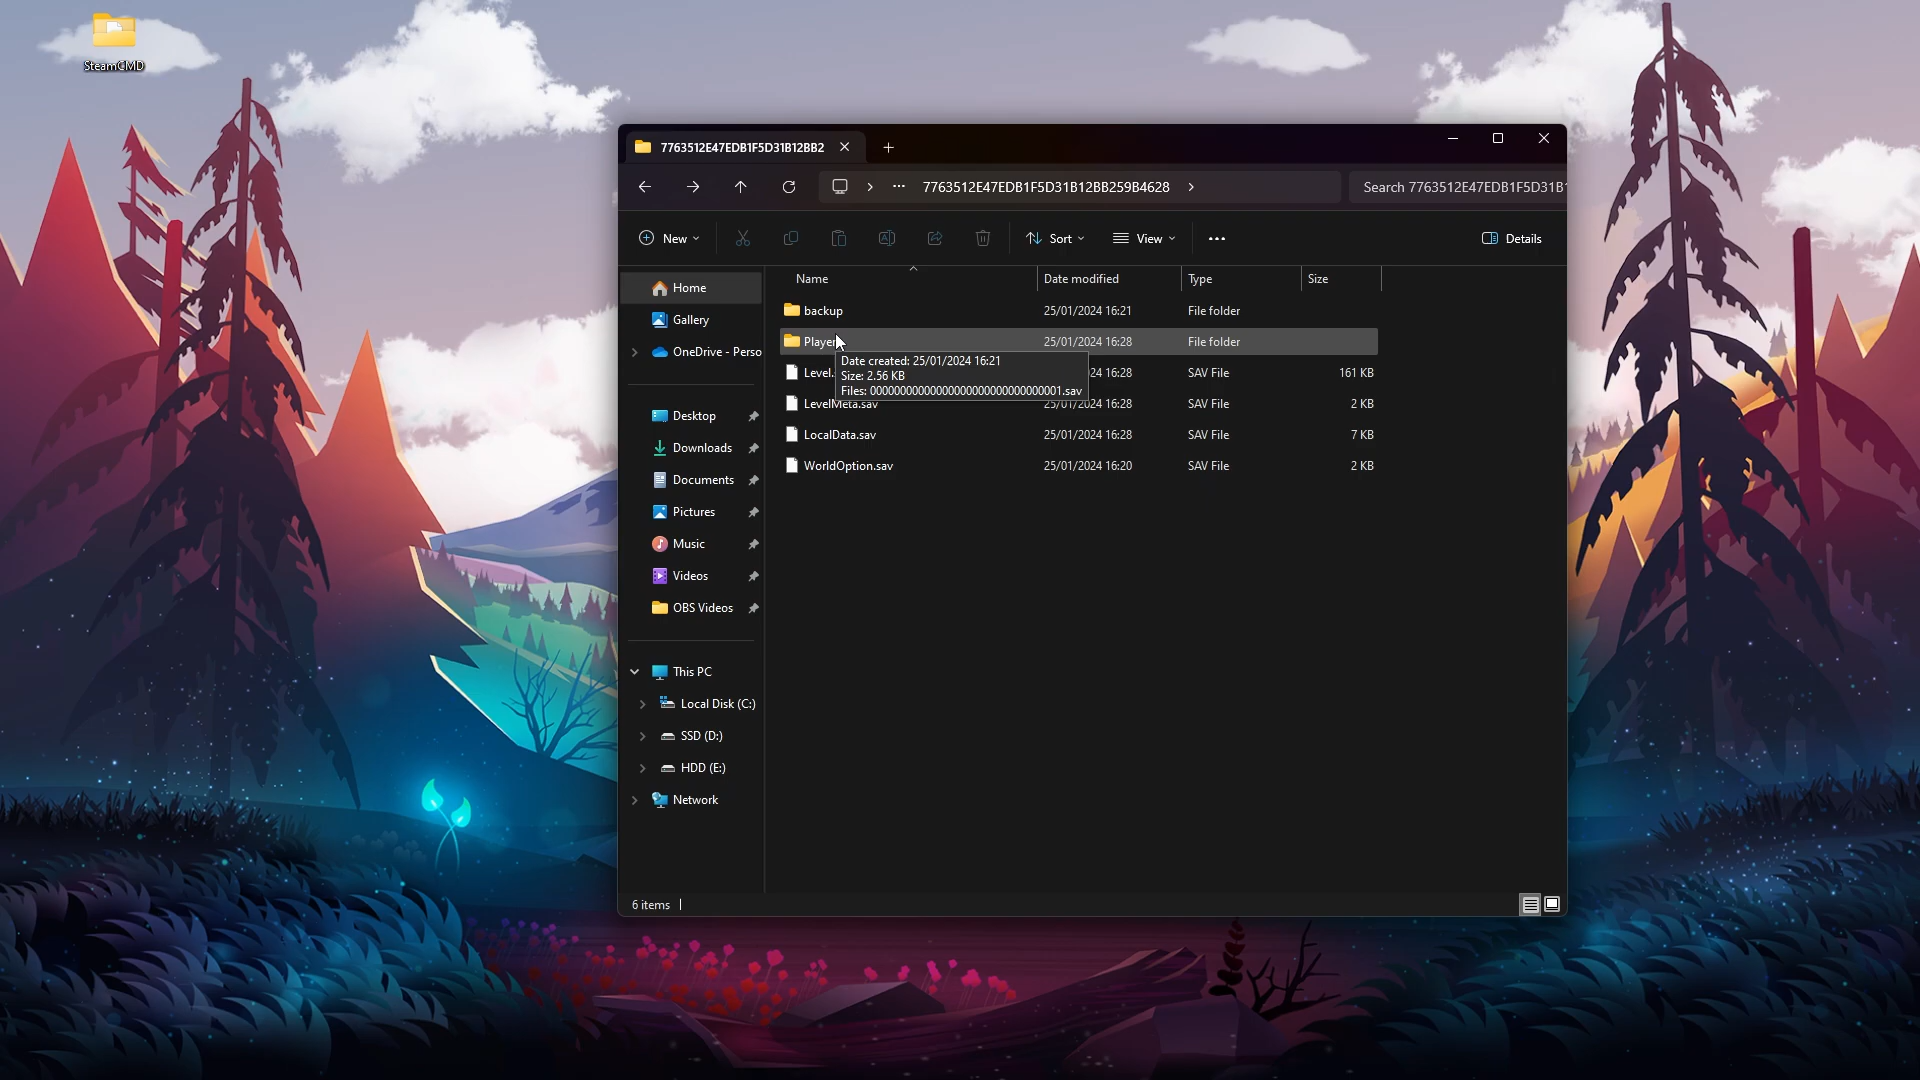 SteamCMD
7763512E47EDB1F5D31B12BB2
7763512E47EDB1F5D31B12BB259B4628
Search 7763512E47EDB1F5D31B1
New
Sort
View
Details
Name
Date modified
Type
Size
Home
Gallery
OneDrive - Perso
Desktop
Downloads
Documents
Pictures
Music
Videos
OBS Videos
This PC
Local Disk (C:)
SSD (D:)
HDD (E:)
Network
backup 25/01/2024 16:21 File folder
Player 25/01/2024 16:28 File folder
Date created: 25/01/2024 16:21
Size: 2.56 KB
Files: 00000000000000000000000000000001.sav
Level. 24 16:28 SAV File 161 KB
LevelMeta.sav 25/01/2024 16:28 SAV File 2 KB
LocalData.sav 25/01/2024 16:28 SAV File 7 KB
WorldOption.sav 25/01/2024 16:20 SAV File 2 KB
6 items